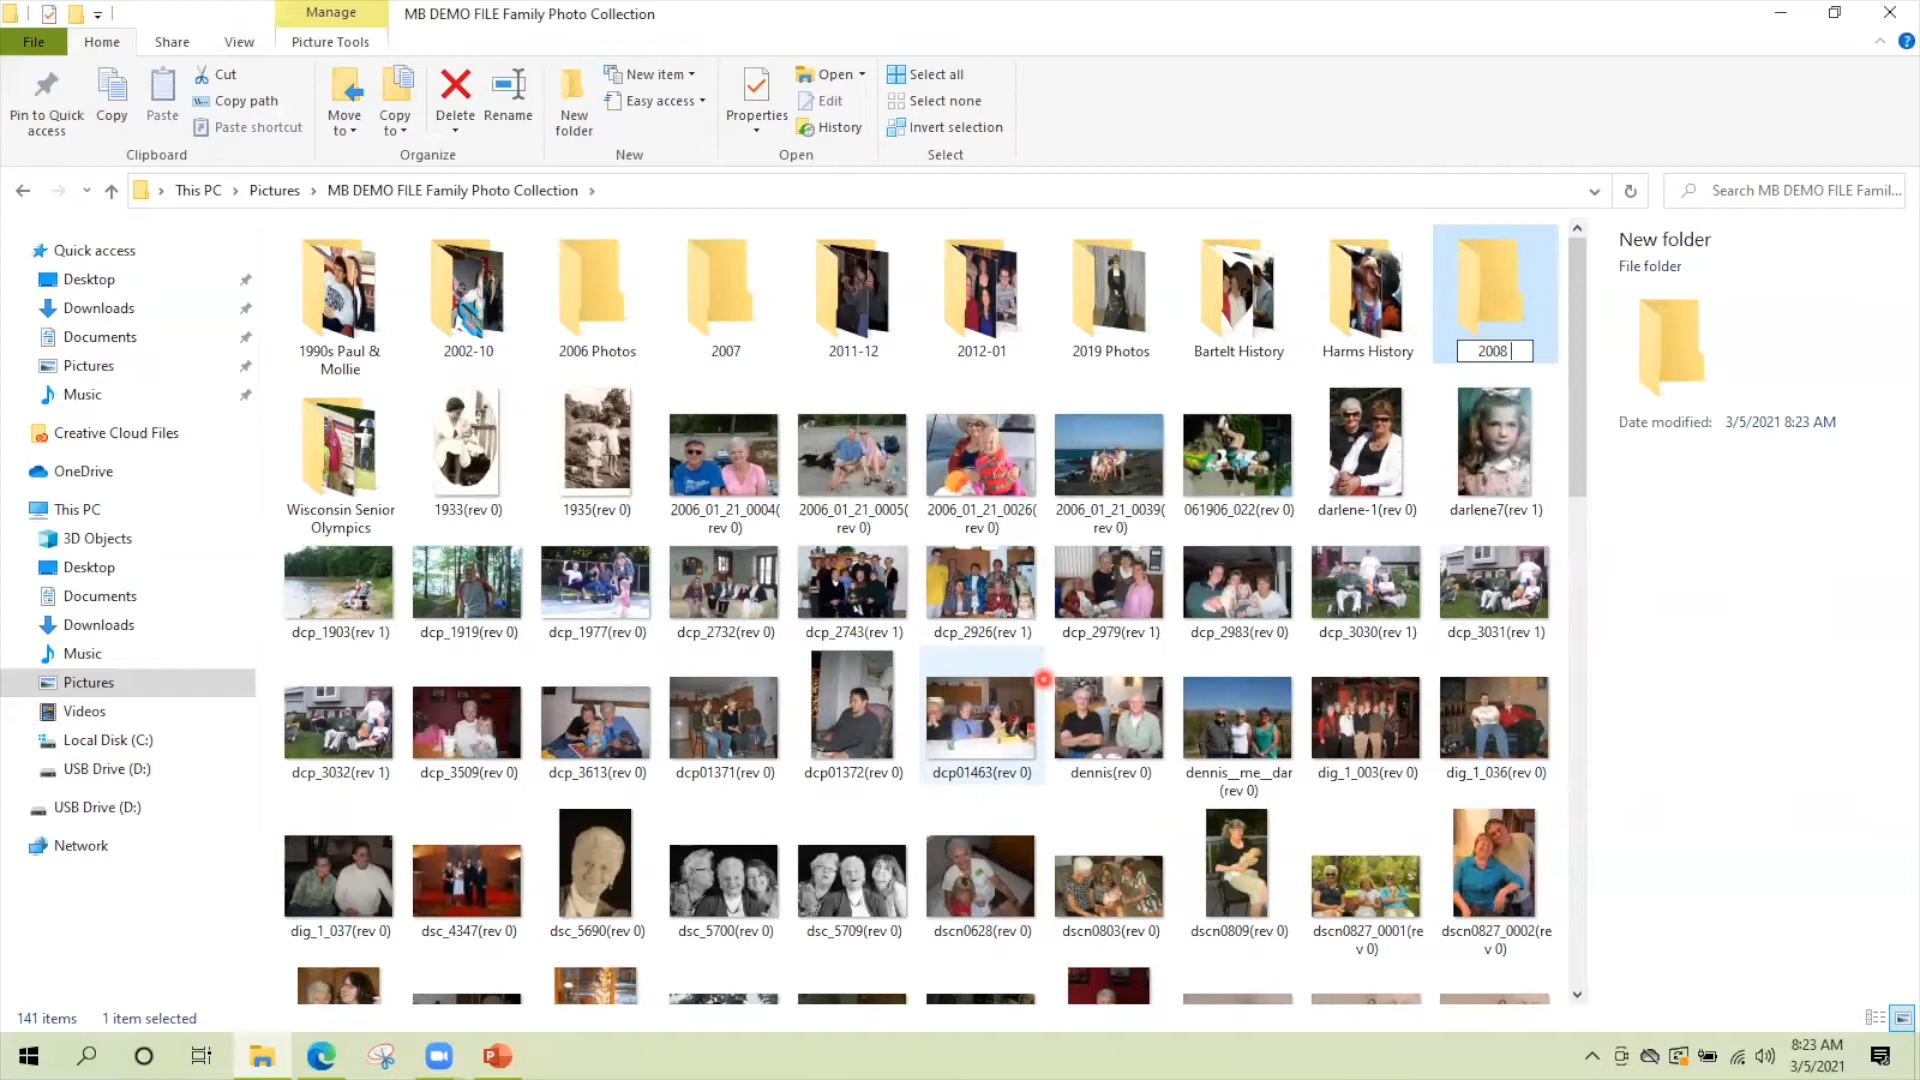 Manage
MB DEMO FILE Family Photo Collection
File
Home
Share
View
Picture Tools
Pin to Quick
access
Copy
Paste
Cut
Copy path
Paste shortcut
Move
to
Copy
to
Delete
Rename
New
folder
New item
Easy access
Properties
Open
Edit
History
Select all
Select none
Invert selection
Clipboard
Organize
New
Open
Select
This PC
Pictures
MB DEMO FILE Family Photo Collection
Search MB DEMO FILE Famil...
Quick access
Desktop
Downloads
Documents
Pictures
Music
Creative Cloud Files
OneDrive
This PC
3D Objects
Desktop
Documents
Downloads
Music
Pictures
Videos
Local Disk (C:)
USB Drive (D:)
USB Drive (D:)
Network
1990s Paul &
Mollie
2002-10
2006 Photos
2007
2011-12
2012-01
2019 Photos
Bartelt History
Harms History
2008
Wisconsin Senior
Olympics
1933(rev 0)
1935(rev 0)
2006_01_21_0004(
rev 0)
2006_01_21_0005(
rev 0)
2006_01_21_0026(
rev 0)
2006_01_21_0039(
rev 0)
061906_022(rev 0)
darlene-1(rev 0)
darlene7(rev 1)
dcp_1903(rev 1)
dcp_1919(rev 0)
dcp_1977(rev 0)
dcp_2732(rev 0)
dcp_2743(rev 1)
dcp_2926(rev 1)
dcp_2979(rev 1)
dcp_2983(rev 0)
dcp_3030(rev 1)
dcp_3031(rev 1)
dcp_3032(rev 1)
dcp_3509(rev 0)
dcp_3613(rev 0)
dcp01371(rev 0)
dcp01372(rev 0)
dcp01463(rev 0)
dennis(rev 0)
dennis__me__dar
(rev 0)
dig_1_003(rev 0)
dig_1_036(rev 0)
dig_1_037(rev 0)
dsc_4347(rev 0)
dsc_5690(rev 0)
dsc_5700(rev 0)
dsc_5709(rev 0)
dscn0628(rev 0)
dscn0803(rev 0)
dscn0809(rev 0)
dscn0827_0001(re
v 0)
dscn0827_0002(re
v 0)
New folder
File folder
Date modified: 3/5/2021 8:23 AM
141 items
1 item selected
8:23 AM
3/5/2021